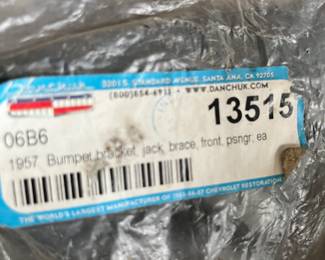 Danchuk
3201 S. STANDARD AVENUE, SANTA ANA, CA 92705
(800)854-6911 - WWW.DANCHUK.COM
13515
06B6
1957 Bumper bracket, jack, brace, front, psngr, ea
THE WORLD'S LARGEST MANUFACTURER OF 1955-56-57 CHEVROLET RESTORATION